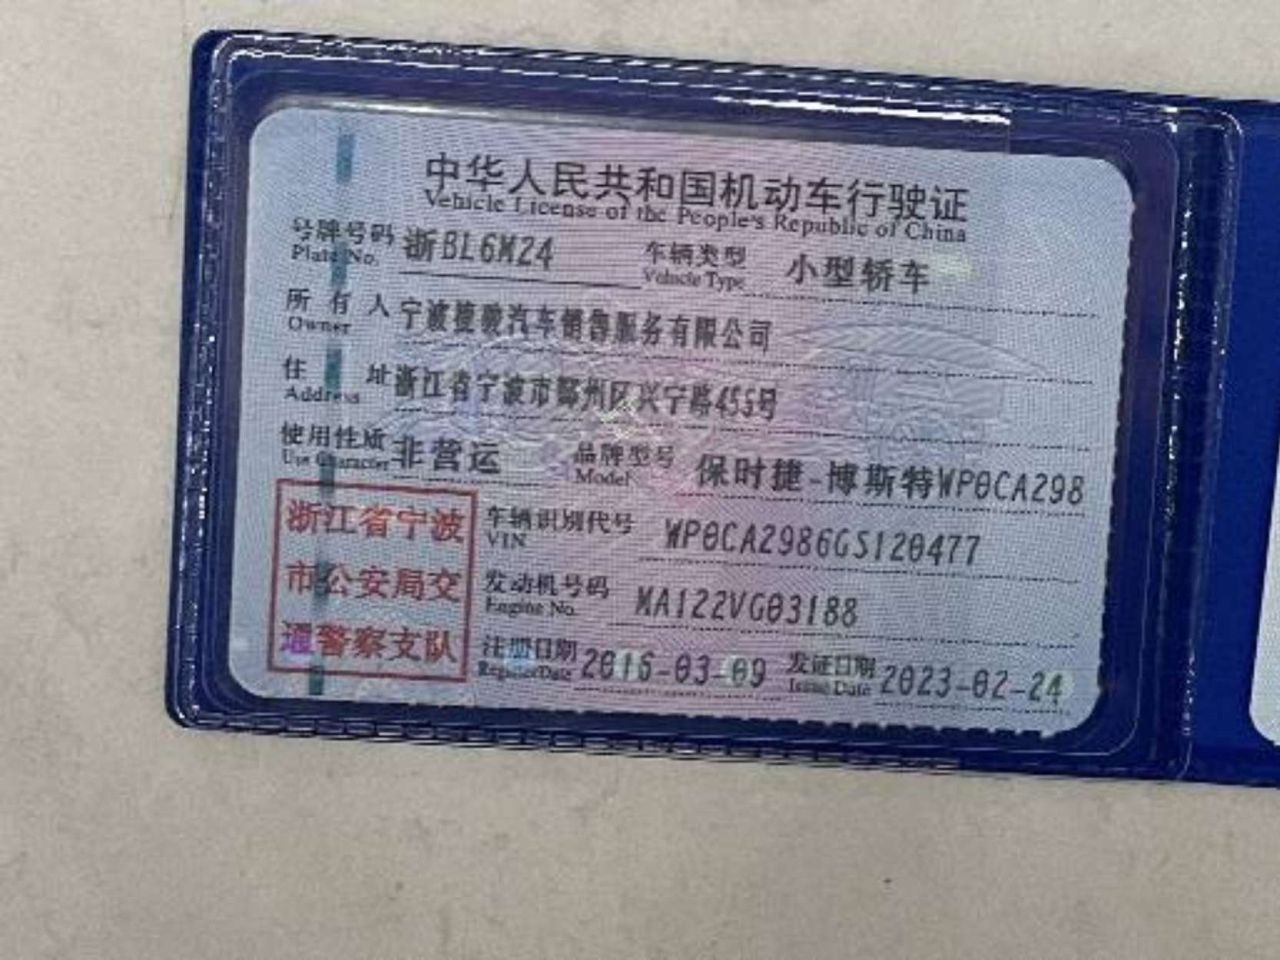 中华人民共和国机动车行驶证
Vehicle License of the People's Republic of China
号牌号码 浙BL6M24 车辆类型 小型轿车
Plate No. Vehicle Type
所有人 宁波捷骏汽车销售服务有限公司
Owner
住址 浙江省宁波市鄞州区兴宁路455号
Address
使用性质 非营运 品牌型号 保时捷-博斯特WP0CA298
Use Character Model
浙江省宁波
市公安局交
通警察支队
车辆识别代号 WP0CA2986GS120477
VIN
发动机号码 MA122VG03188
Engine No.
注册日期 2016-03-09 发证日期 2023-02-24
Register Date Issue Date